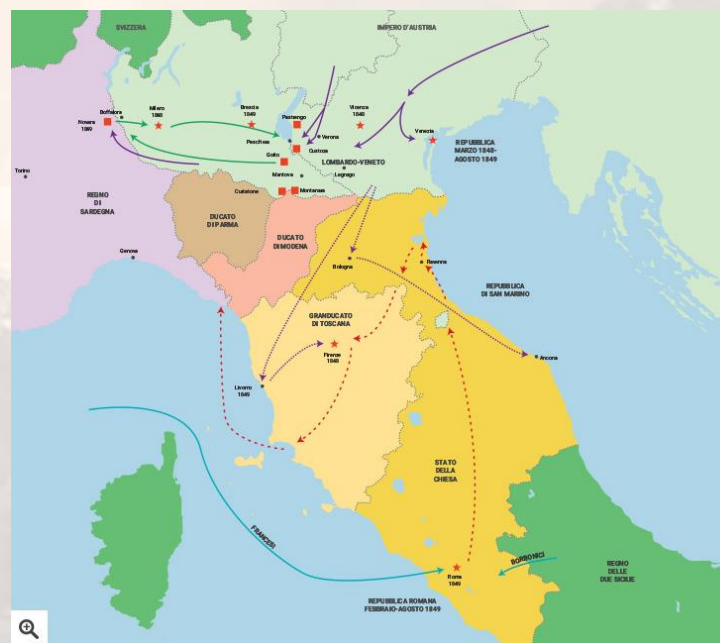 SVIZZERA
IMPERO D'AUSTRIA
Boffalora
Novara
1849
Milano
1848
Brescia
1849
Pastrengo
Vicenza
1848
Peschiera
Verona
Custoza
Goito
LOMBARDO-VENETO
Venezia
REPUBBLICA
MARZO 1848-
AGOSTO 1849
Mantova
Legnago
Curtatone
Montanara
Torino
REGNO
DI
SARDEGNA
DUCATO
DI PARMA
DUCATO
DI MODENA
Genova
Bologna
Ravenna
REPUBBLICA
DI SAN MARINO
GRANDUCATO
DI TOSCANA
Firenze
1848
Livorno
1849
Ancona
STATO
DELLA
CHIESA
FRANCESI
BORBONICI
Roma
1849
REGNO
DELLE
DUE SICILIE
REPUBBLICA ROMANA
FEBBRAIO-AGOSTO 1849